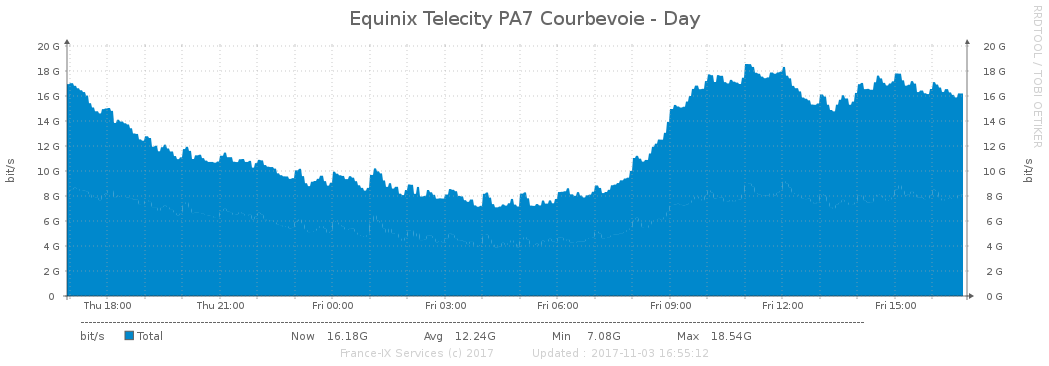 Equinix Telecity PA7 Courbevoie - Day
RRDTOOL / TOBI OETIKER
bit/s
20 G
18 G
16 G
14 G
12 G
10 G
8 G
6 G
4 G
2 G
0
20 G
18 G
16 G
14 G
12 G
10 G
8 G
6 G
4 G
2 G
0 G
bit/s
Thu 18:00 Thu 21:00 Fri 00:00 Fri 03:00 Fri 06:00 Fri 09:00 Fri 12:00 Fri 15:00
bit/s Total Now 16.18G Avg 12.24G Min 7.08G Max 18.54G
France-IX Services (c) 2017 Updated : 2017-11-03 16:55:12